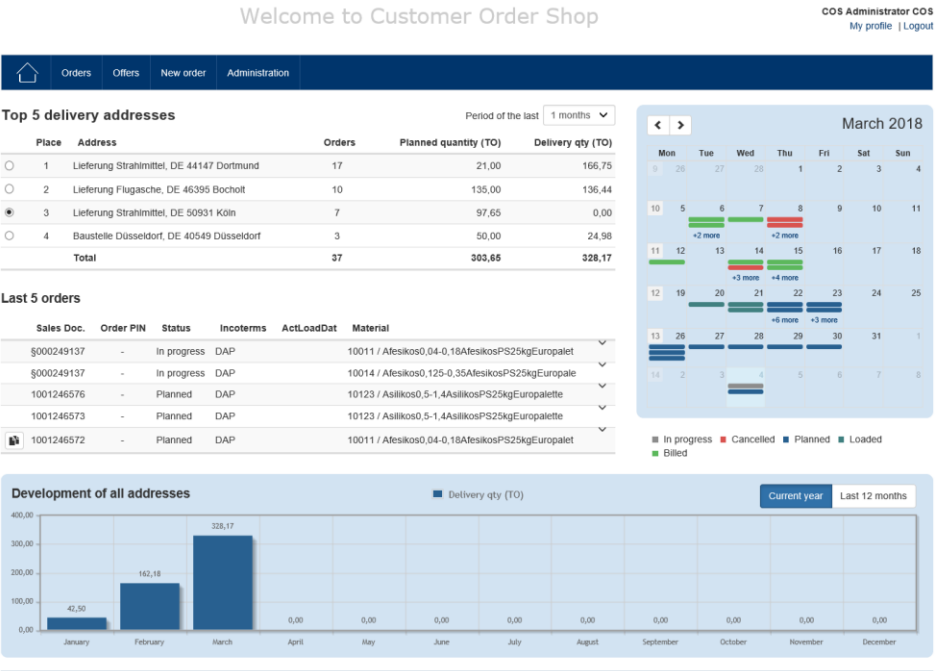 Welcome to Customer Order Shop
COS Administrator COS
My profile | Logout
Orders Offers New order Administration
Top 5 delivery addresses
Period of the last 1 months
Place Address Orders Planned quantity (TO) Delivery qty (TO)
1 Lieferung Strahlmittel, DE 44147 Dortmund 17 21,00 166,75
2 Lieferung Flugasche, DE 46395 Bocholt 10 135,00 136,44
3 Lieferung Strahlmittel, DE 50931 Köln 7 97,65 0,00
4 Baustelle Düsseldorf, DE 40549 Düsseldorf 3 50,00 24,98
Total 37 303,65 328,17
Last 5 orders
Sales Doc. Order PIN Status Incoterms ActLoadDat Material
§000249137 - In progress DAP 10011 / Afesikos0,04-0,18AfesikosPS25kgEuropalet
§000249137 - In progress DAP 10014 / Afesikos0,125-0,35AfesikosPS25kgEuropale
1001246576 - Planned DAP 10123 / Asilikos0,5-1,4AsilikosPS25kgEuropalette
1001246573 - Planned DAP 10123 / Asilikos0,5-1,4AsilikosPS25kgEuropalette
1001246572 - Planned DAP 10011 / Afesikos0,04-0,18AfesikosPS25kgEuropalet
March 2018
Mon Tue Wed Thu Fri Sat Sun
9 26 27 28 1 2 3 4
10 5 6 7 8 9 10 11
+2 more +2 more
11 12 13 14 15 16 17 18
+3 more +4 more
12 19 20 21 22 23 24 25
+6 more +3 more
13 26 27 28 29 30 31 1
14 2 3 4 5 6 7 8
In progress Cancelled Planned Loaded
Billed
Development of all addresses
Delivery qty (TO)
Current year Last 12 months
400,00
300,00
200,00
100,00
0,00
42,50 162,18 328,17 0,00 0,00 0,00 0,00 0,00 0,00 0,00 0,00 0,00
January February March April May June July August September October November December